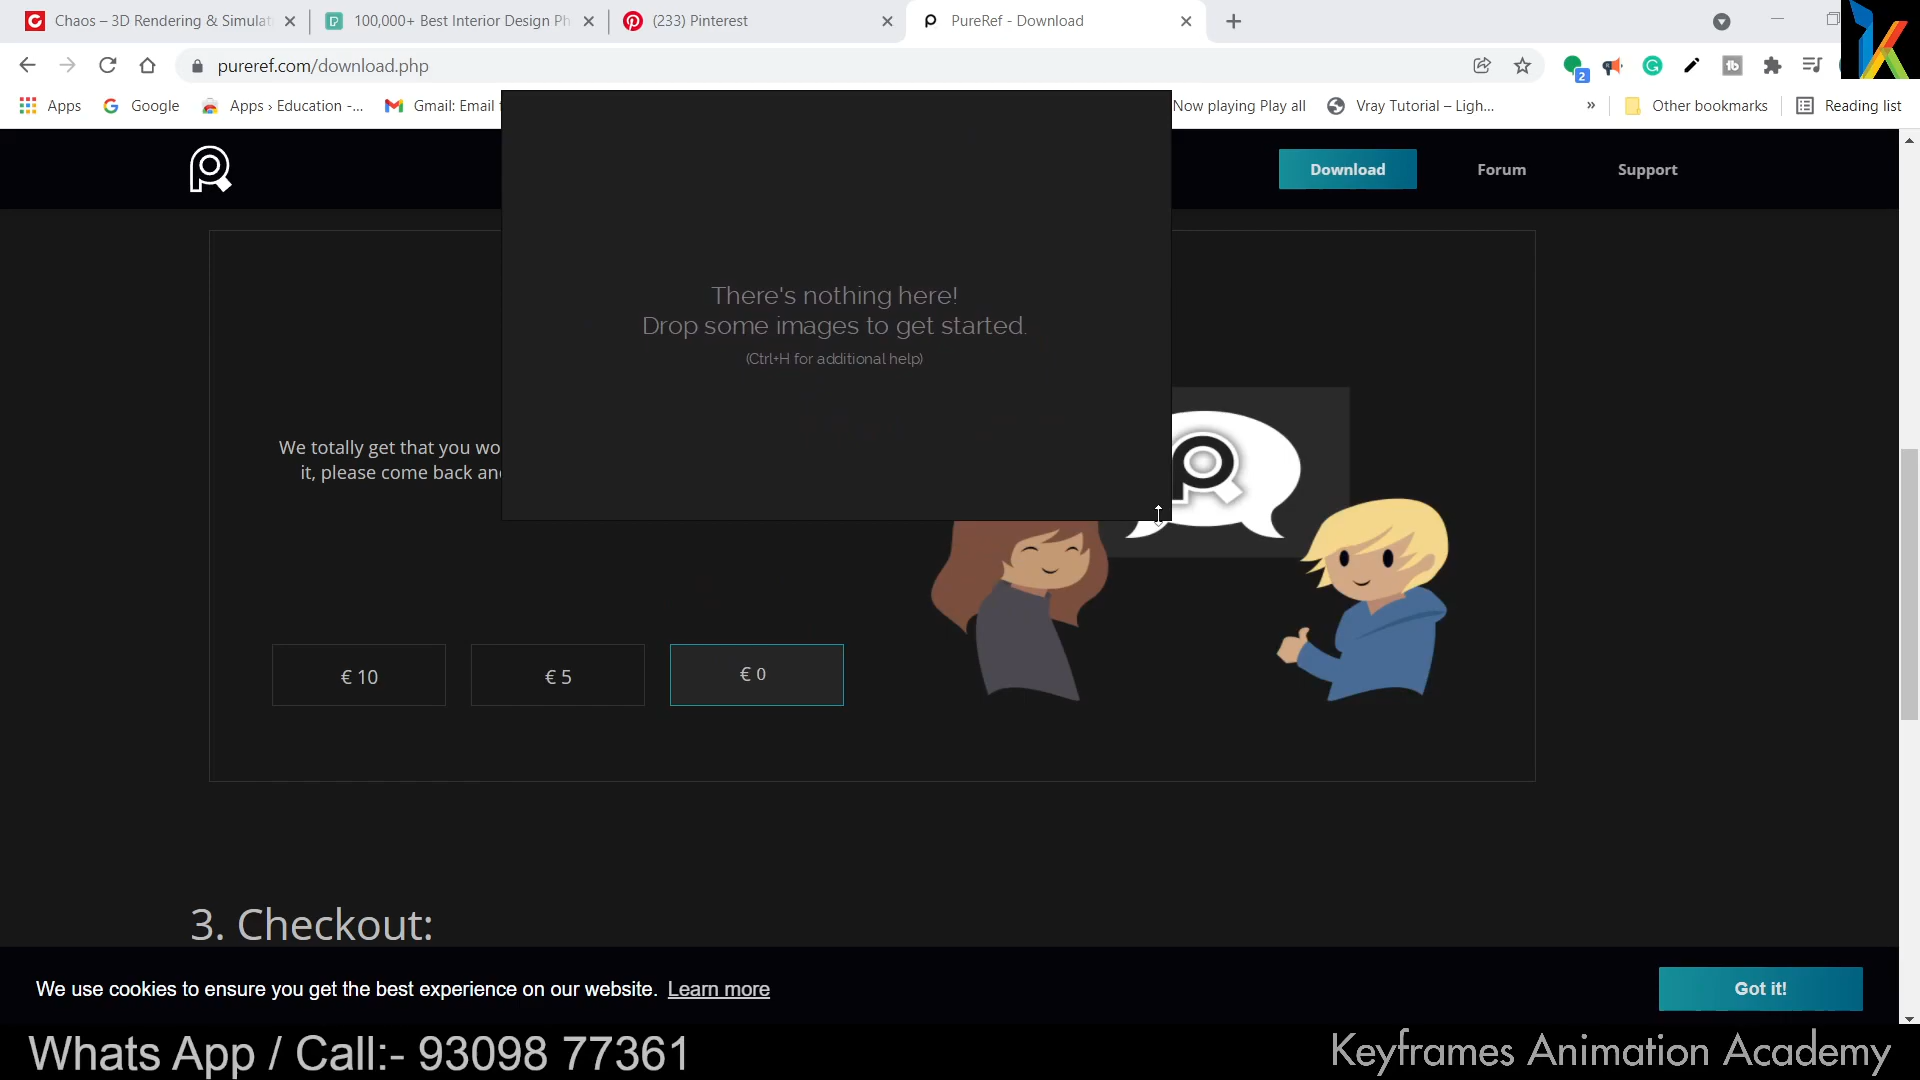 Chaos – 3D Rendering & Simulat
100,000+ Best Interior Design Ph
(233) Pinterest
PureRef - Download
pureref.com/download.php
2
Apps
Google
Apps › Education -...
Gmail: Email
Now playing Play all
Vray Tutorial – Ligh...
»
Other bookmarks
Reading list
Download
Forum
Support
There's nothing here!
Drop some images to get started.
(Ctrl+H for additional help)
We totally get that you wo
it, please come back an
€ 10
€ 5
€ 0
3. Checkout:
We use cookies to ensure you get the best experience on our website. Learn more
Got it!
Whats App / Call:- 93098 77361
Keyframes Animation Academy